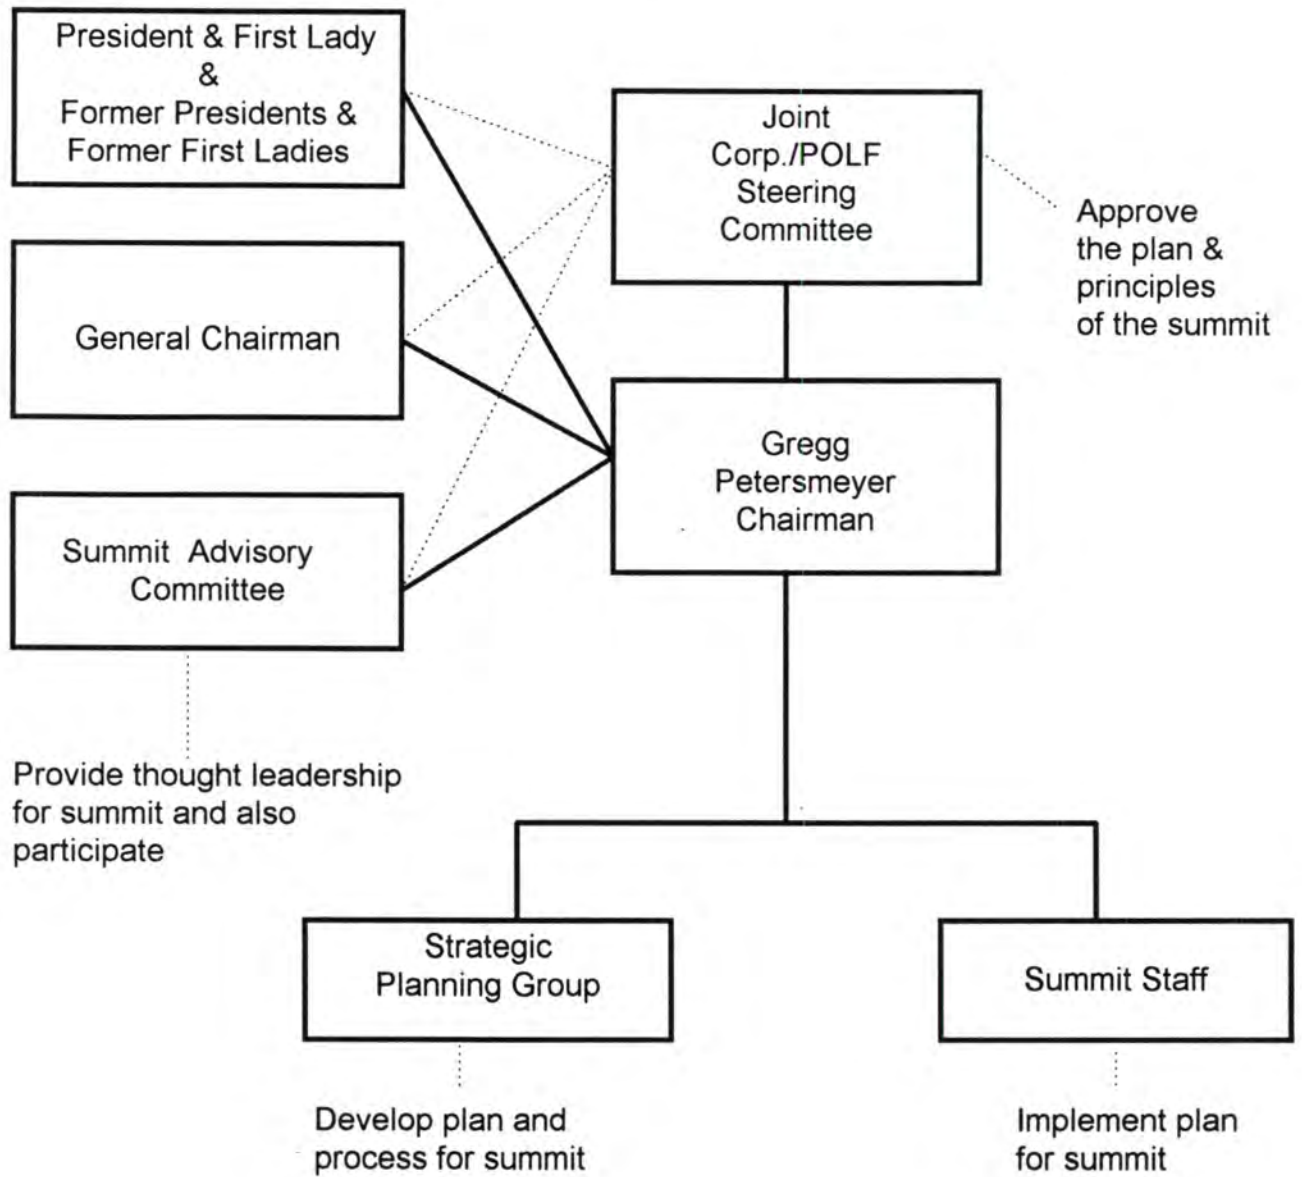 President & First Lady
&
Former Presidents &
Former First Ladies
Joint
Corp./POLF
Steering
Committee
Approve
the plan &
principles
of the summit
General Chairman
Gregg
Petersmeyer
Chairman
Summit Advisory
Committee
Provide thought leadership
for summit and also
participate
Strategic
Planning Group
Summit Staff
Develop plan and
process for summit
Implement plan
for summit